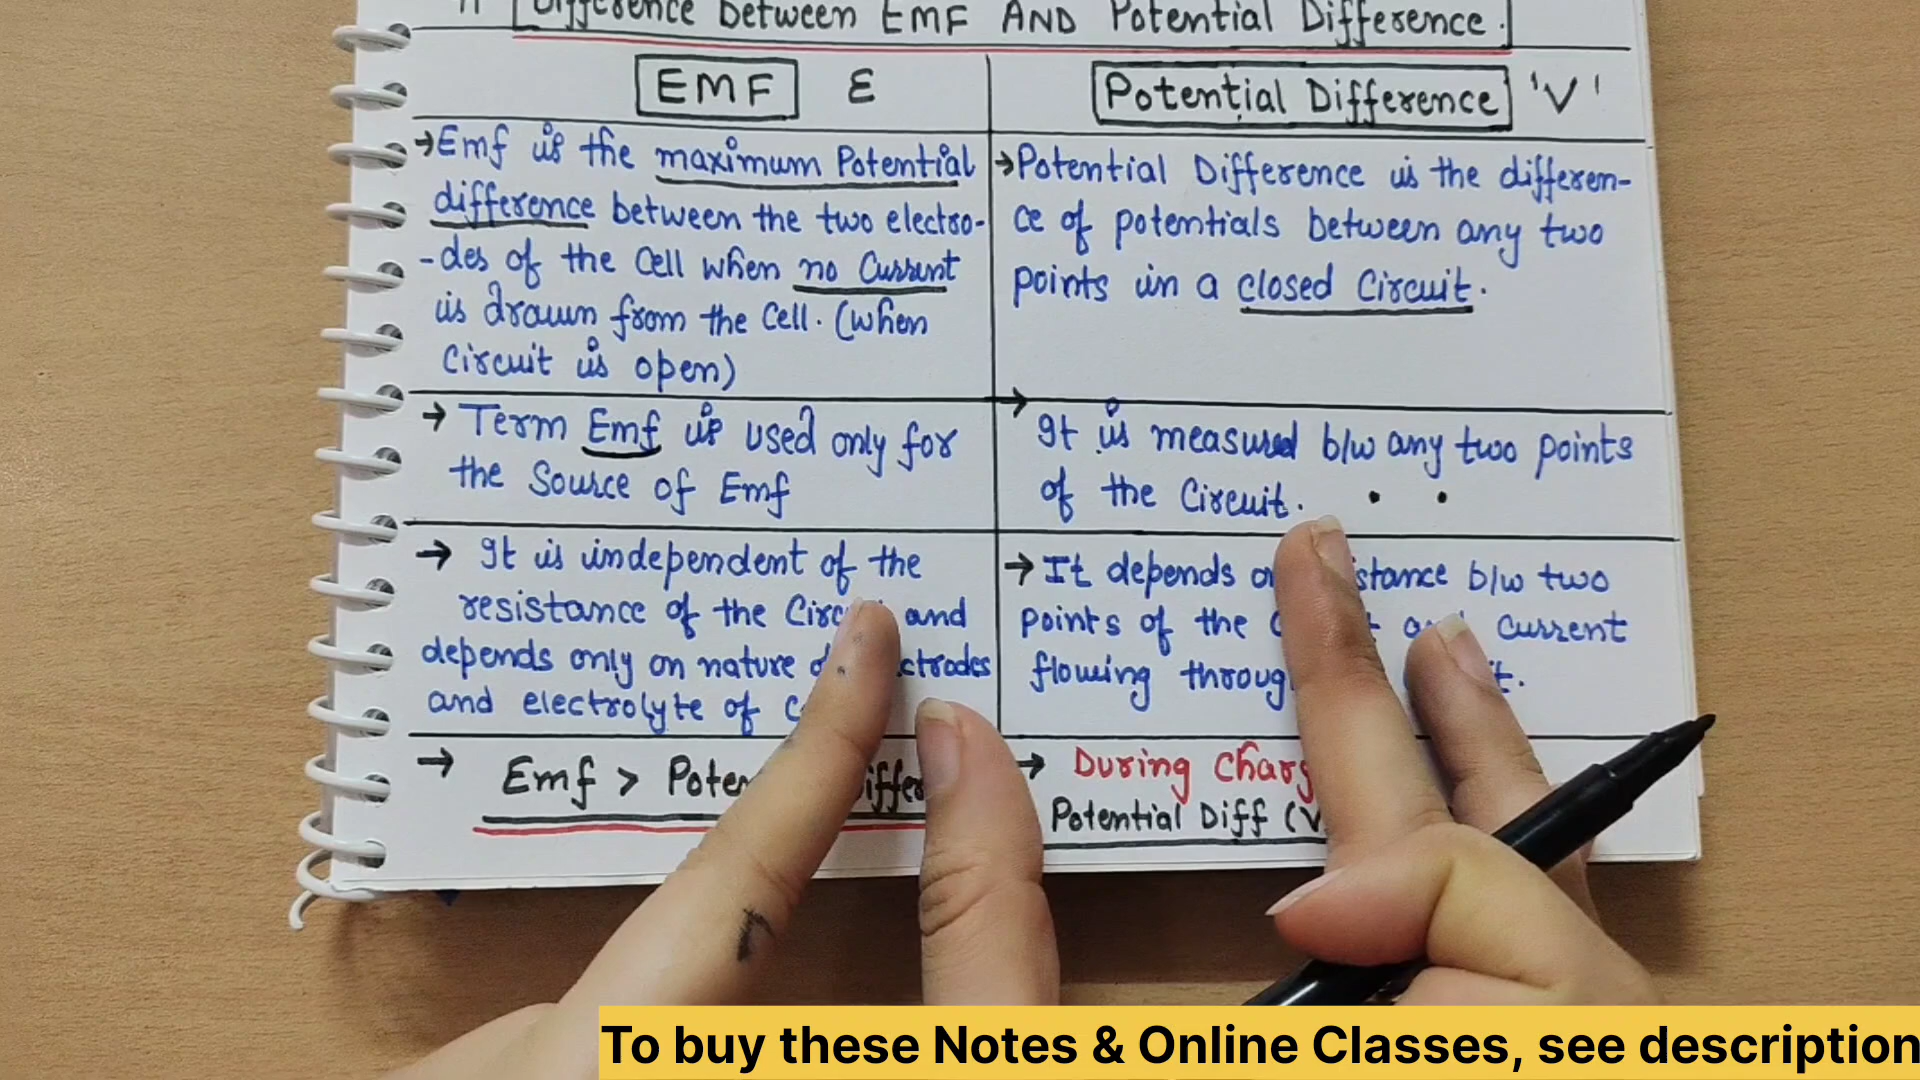 Difference between EMF AND Potential Difference.
EMF ε
→Emf is the maximum Potential
difference between the two electro-
-des of the Cell when no Current
is drawn from the Cell. (when
Circuit is open)
→ Term Emf is used only for
the Source of Emf
→ It is independent of the
resistance of the and
depends only on nature
and electrolyte of
→ Emf >
Potential Difference 'V'
→Potential Difference is the differen-
ce of potentials between any two
points in a closed Circuit.
→ It is measured b/w any two points
of the Circuit.
→ It depends b/w two
points of the current
flowing
→ During
Potential Diff (V
To buy these Notes & Online Classes, see description